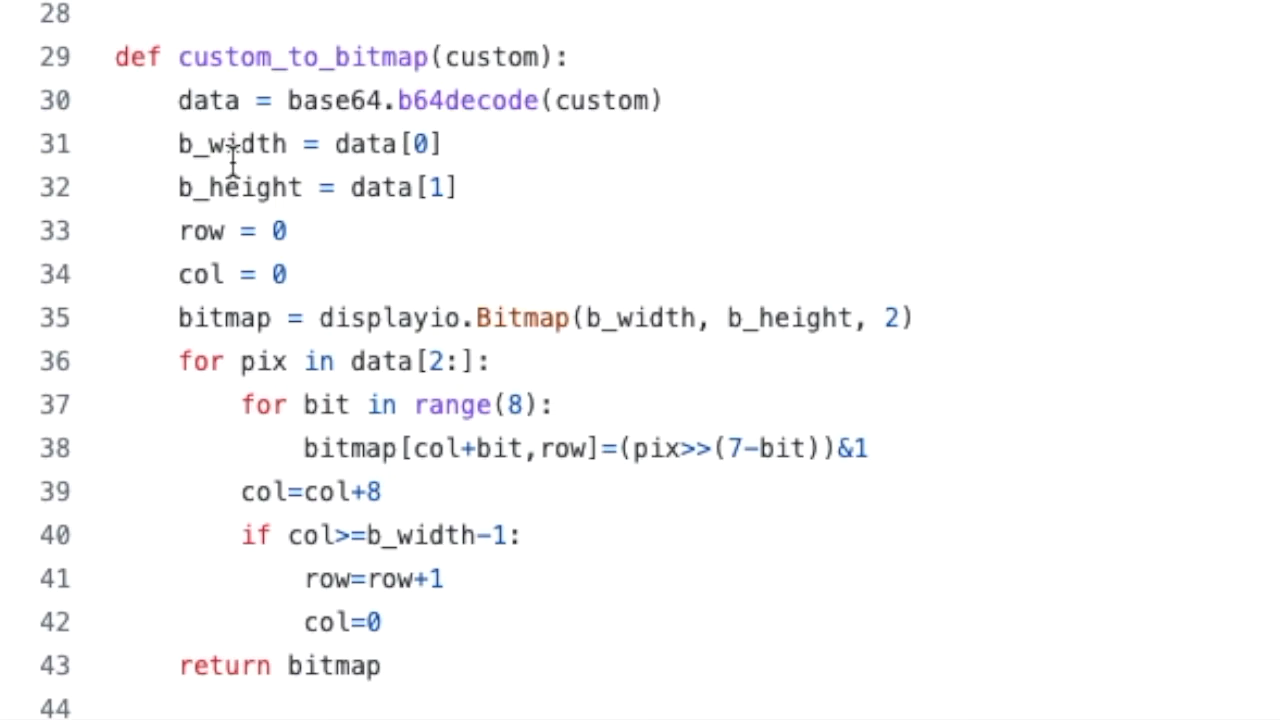 28
29 def custom_to_bitmap(custom):
30     data = base64.b64decode(custom)
31     b_width = data[0]
32     b_height = data[1]
33     row = 0
34     col = 0
35     bitmap = displayio.Bitmap(b_width, b_height, 2)
36     for pix in data[2:]:
37         for bit in range(8):
38             bitmap[col+bit,row]=(pix>>(7-bit))&1
39         col=col+8
40         if col>=b_width-1:
41             row=row+1
42             col=0
43     return bitmap
44